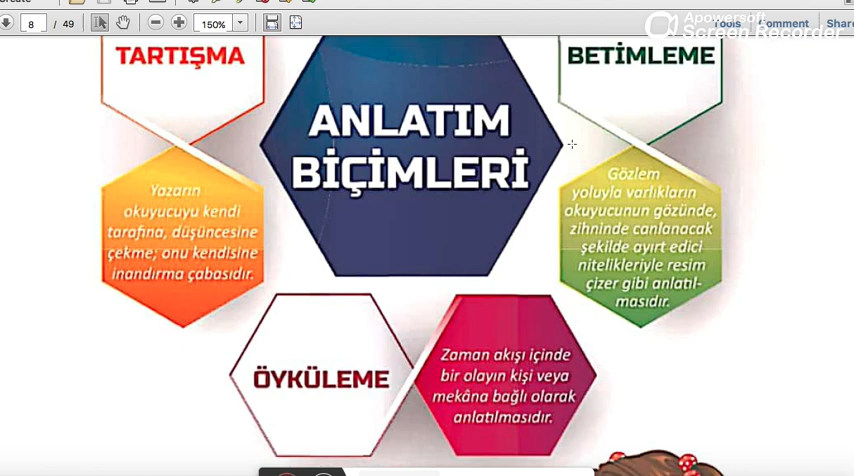 8 / 49
150%
Tools
Comment
Share
Apowersoft
Screen Recorder
TARTIŞMA
ANLATIM
BİÇİMLERİ
BETİMLEME
Yazarın
okuyucuyu kendi
tarafına, düşüncesine
çekme; onu kendisine
inandırma çabasıdır.
Gözlem
yoluyla varlıkların
okuyucunun gözünde,
zihninde canlanacak
şekilde ayırt edici
nitelikleriyle resim
çizer gibi anlatıl-
masıdır.
ÖYKÜLEME
Zaman akışı içinde
bir olayın kişi veya
mekâna bağlı olarak
anlatılmasıdır.